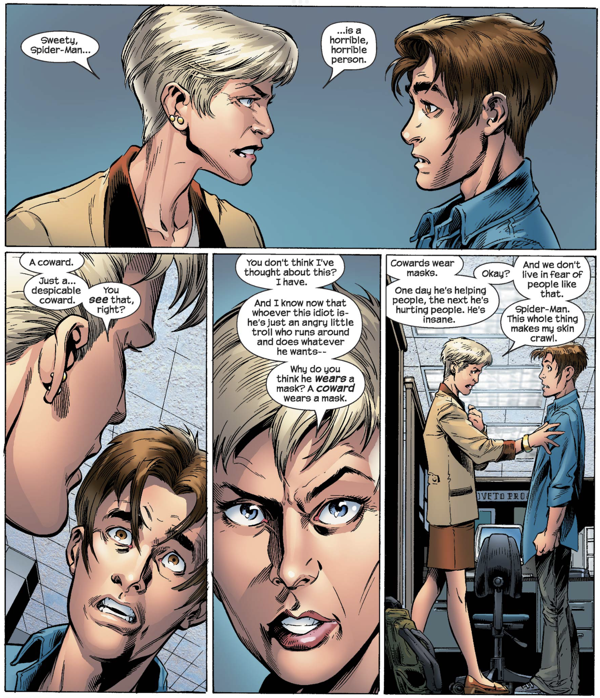 Sweety,
Spider-Man...
...is a
horrible,
horrible
person.
A coward.
Just a...
despicable
coward.
You
see that,
right?
You don't think I've
thought about this?
I have.
And I know now that
whoever this idiot is-
he's just an angry little
troll who runs around
and does whatever
he wants--
Why do you
think he wears a
mask? A coward
wears a mask.
Cowards wear
masks.
One day he's helping
people, the next he's
hurting people. He's
insane.
Okay?
And we don't
live in fear of
people like
that.
Spider-Man.
This whole thing
makes my skin
crawl.